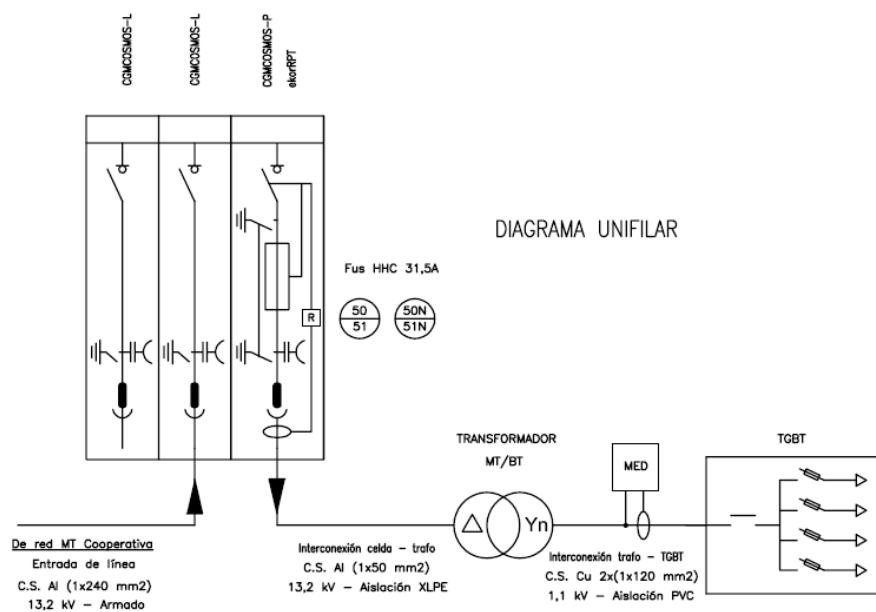 CGMCOSMOS-L
CGMCOSMOS-L
CGMCOSMOS-P
ekorRPT
DIAGRAMA UNIFILAR
Fus HHC 31,5A
50
51
50N
51N
R
TRANSFORMADOR
MT/BT
MED
TGBT
Δ
Yn
De red MT Cooperativa
Entrada de línea
C.S. Al (1x240 mm2)
13,2 kV – Armado
Interconexión celda – trafo
C.S. Al (1x50 mm2)
13,2 kV – Aislación XLPE
Interconexión trafo – TGBT
C.S. Cu 2x(1x120 mm2)
1,1 kV – Aislación PVC